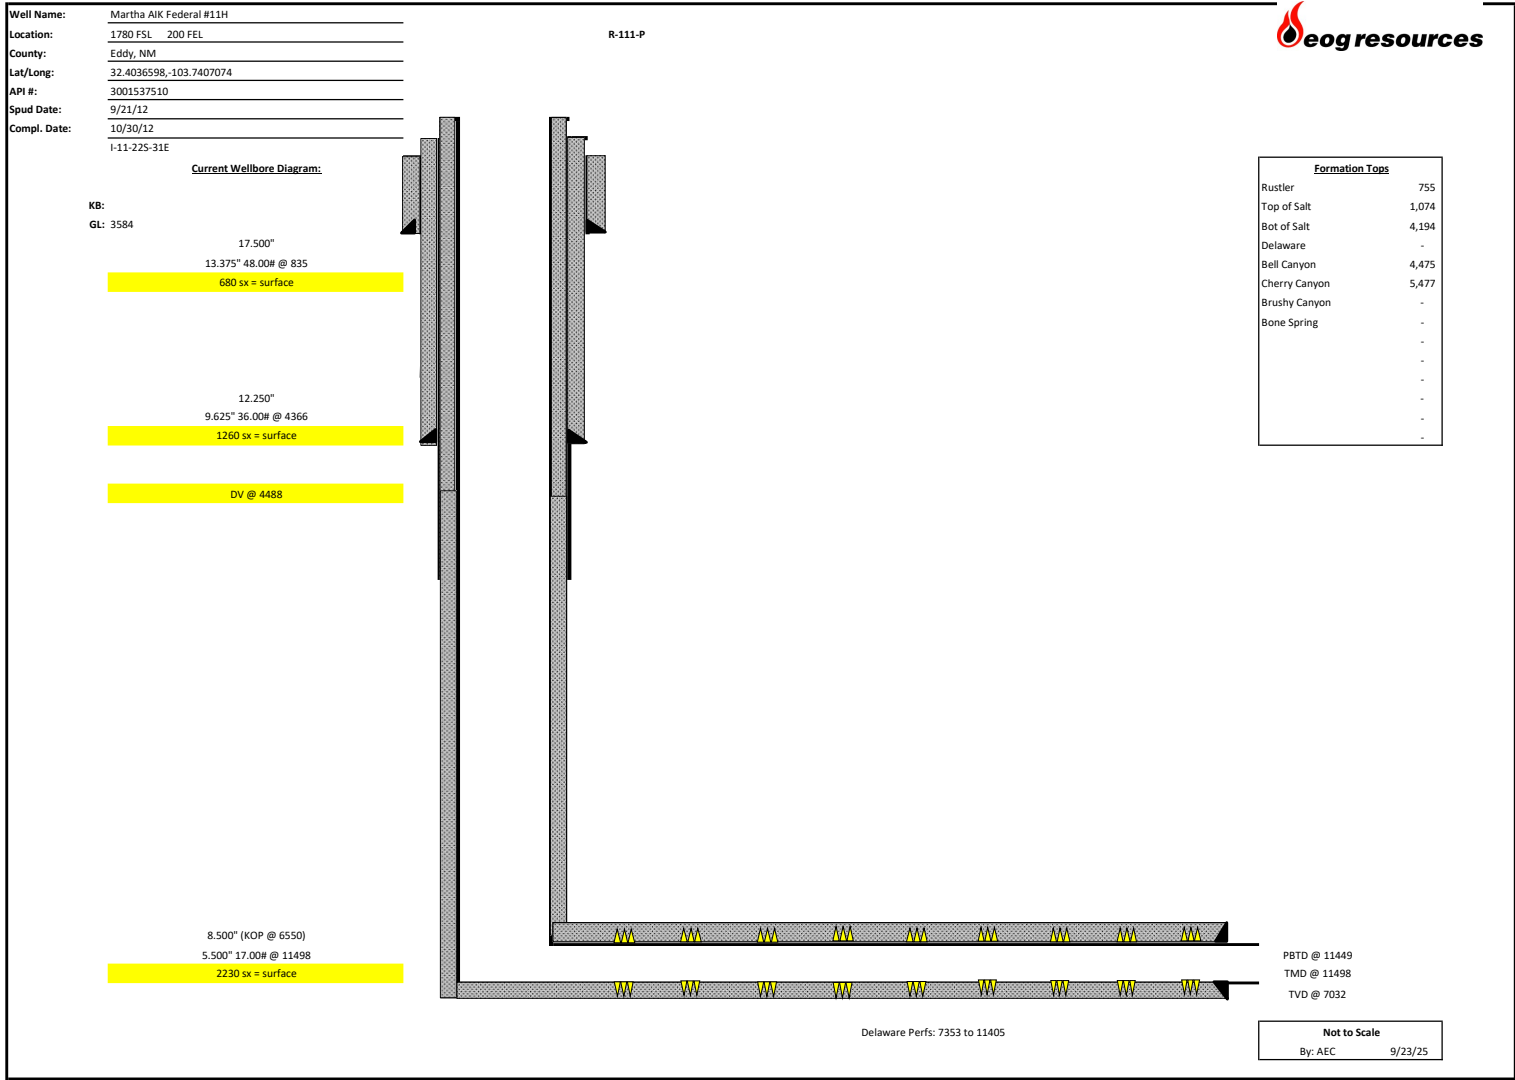 Well Name: Martha AIK Federal #11H
Location: 1780 FSL 200 FEL
R-111-P
eog resources
County: Eddy, NM
Lat/Long: 32.4036598,-103.7407074
API #: 3001537510
Spud Date: 9/21/12
Compl. Date: 10/30/12
I-11-22S-31E
Current Wellbore Diagram:
KB:
GL: 3584
17.500"
13.375" 48.00# @ 835
680 sx = surface
12.250"
9.625" 36.00# @ 4366
1260 sx = surface
DV @ 4488
8.500" (KOP @ 6550)
5.500" 17.00# @ 11498
2230 sx = surface
Formation Tops
Rustler 755
Top of Salt 1,074
Bot of Salt 4,194
Delaware -
Bell Canyon 4,475
Cherry Canyon 5,477
Brushy Canyon -
Bone Spring -
-
-
-
-
-
-
PBTD @ 11449
TMD @ 11498
TVD @ 7032
Delaware Perfs: 7353 to 11405
Not to Scale
By: AEC 9/23/25